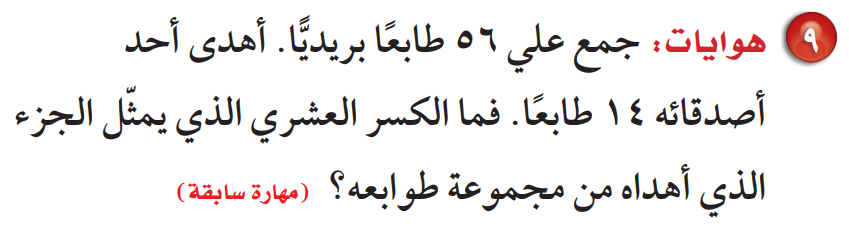 ٩ هوايات: جمع علي ٥٦ طابعًا بريديًّا. أهدى أحد
أصدقائه ١٤ طابعًا. فما الكسر العشري الذي يمثّل الجزء
الذي أهداه من مجموعة طوابعه؟ (مهارة سابقة)